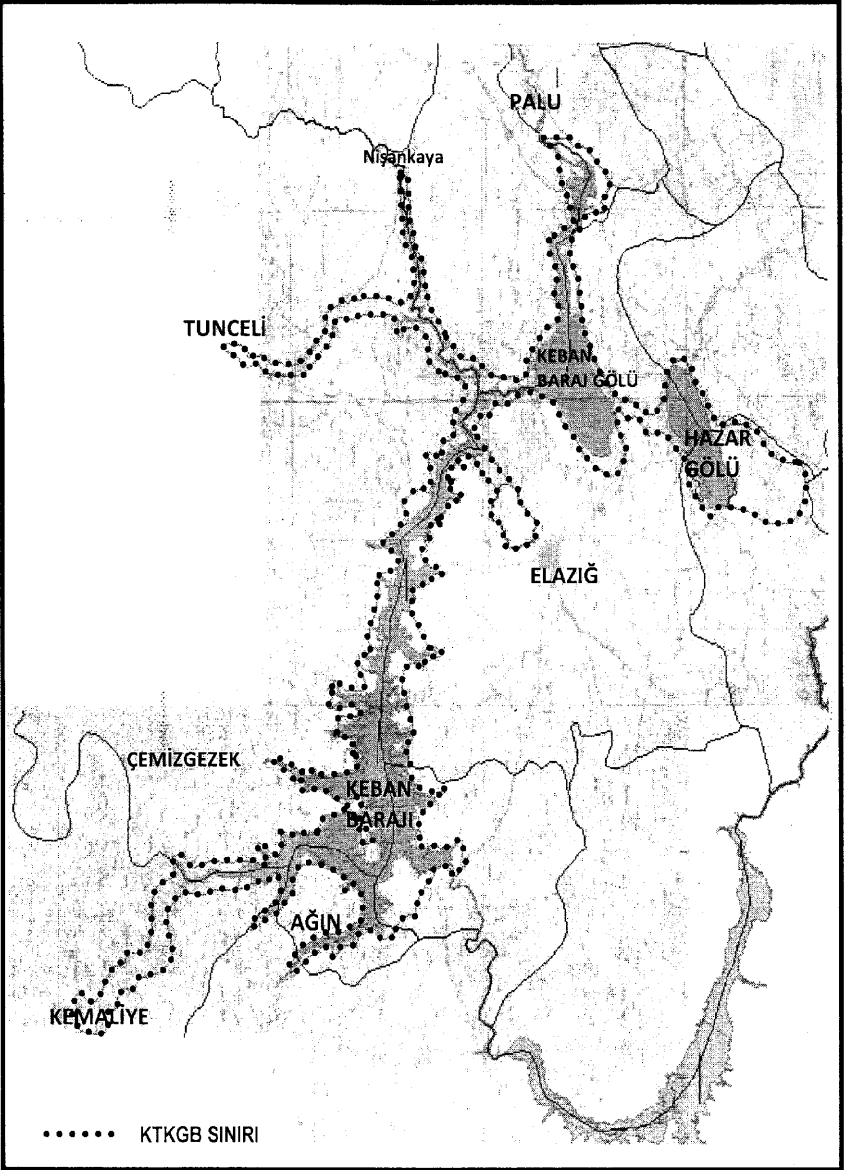 PALU
Nişankaya
TUNCELİ
KEBAN
BARAJ GÖLÜ
HAZAR
GÖLÜ
ELAZIĞ
ÇEMİZGEZEK
KEBAN
BARAJI
AĞIN
KEMALİYE
KTKGB SINIRI